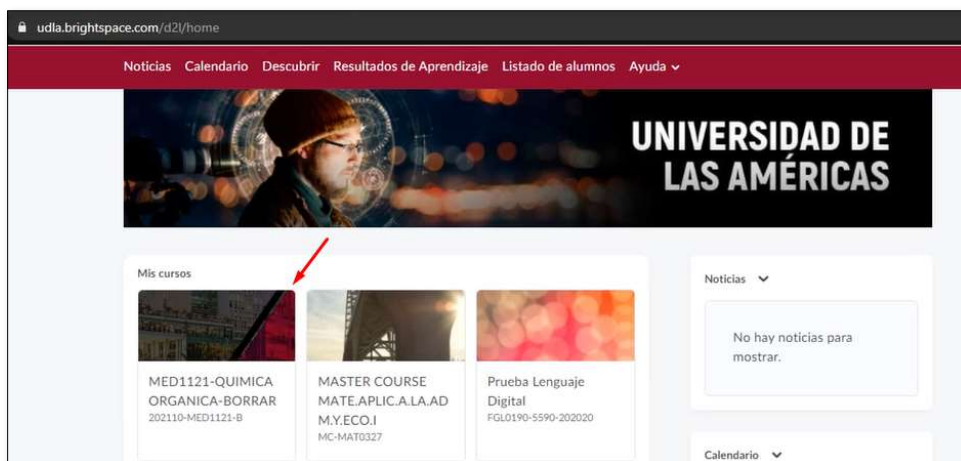 udla.brightspace.com/d2l/home
Noticias Calendario Descubrir Resultados de Aprendizaje Listado de alumnos Ayuda
UNIVERSIDAD DE
LAS AMÉRICAS
Mis cursos
MED1121-QUIMICA
ORGANICA-BORRAR
202110-MED1121-B
MASTER COURSE
MATE.APLIC.A.LA.AD
M.Y.ECO.I
MC-MAT0327
Prueba Lenguaje
Digital
FGL0190-5590-202020
Noticias
No hay noticias para
mostrar.
Calendario